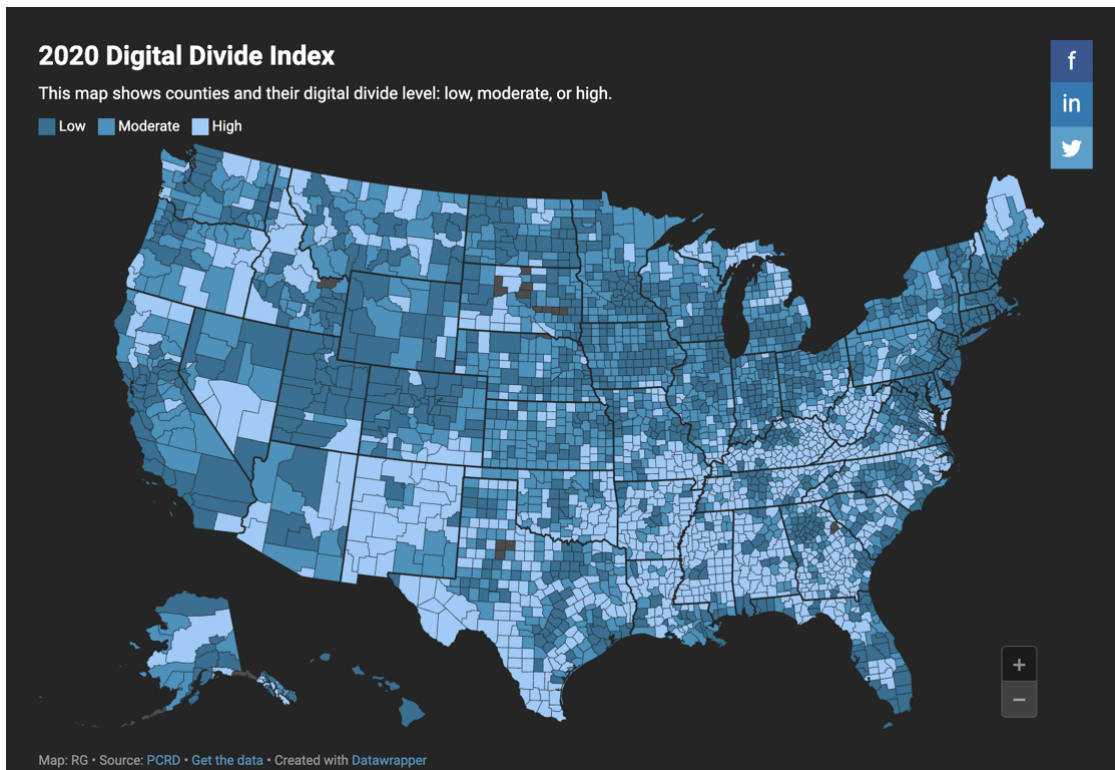 2020 Digital Divide Index
This map shows counties and their digital divide level: low, moderate, or high.
Low Moderate High
f
in
+
−
Map: RG • Source: PCRD • Get the data • Created with Datawrapper